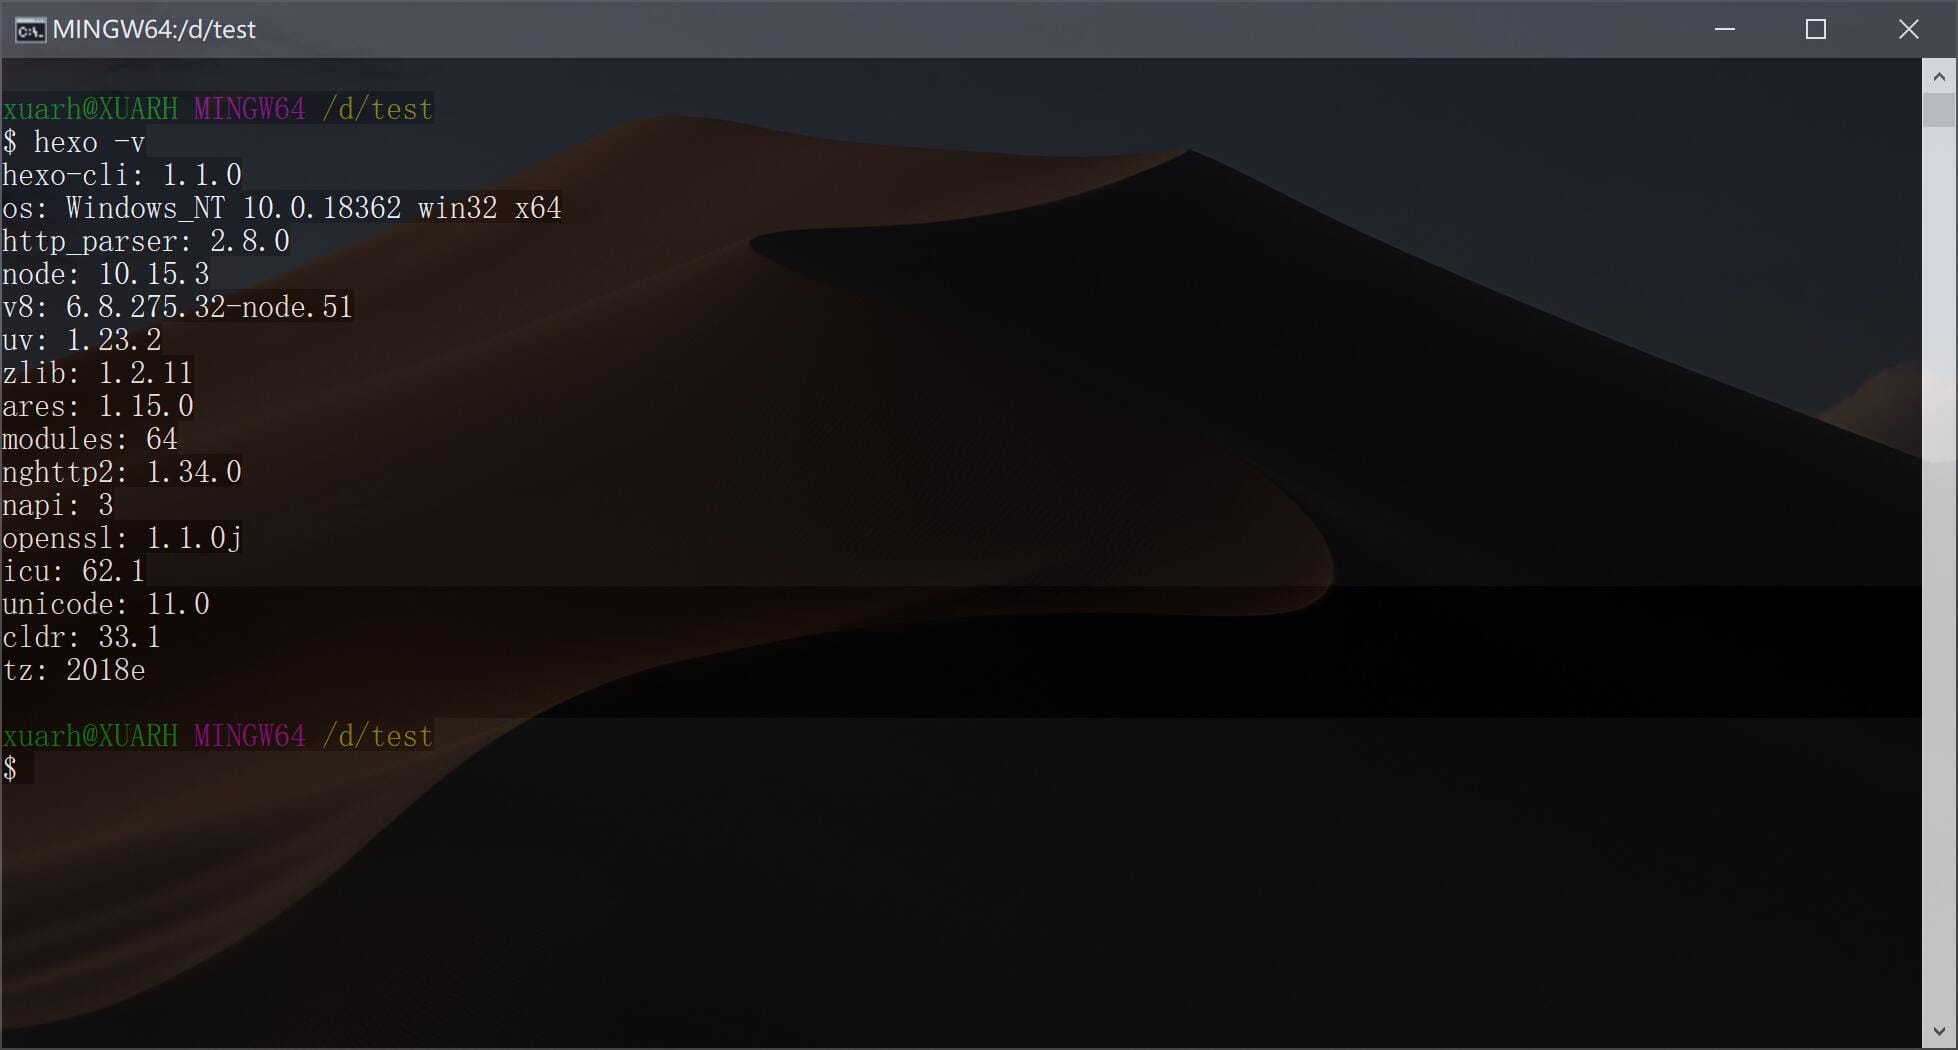 MINGW64:/d/test
xuarh@XUARH MINGW64 /d/test
$ hexo -v
hexo-cli: 1.1.0
os: Windows_NT 10.0.18362 win32 x64
http_parser: 2.8.0
node: 10.15.3
v8: 6.8.275.32-node.51
uv: 1.23.2
zlib: 1.2.11
ares: 1.15.0
modules: 64
nghttp2: 1.34.0
napi: 3
openssl: 1.1.0j
icu: 62.1
unicode: 11.0
cldr: 33.1
tz: 2018e
xuarh@XUARH MINGW64 /d/test
$